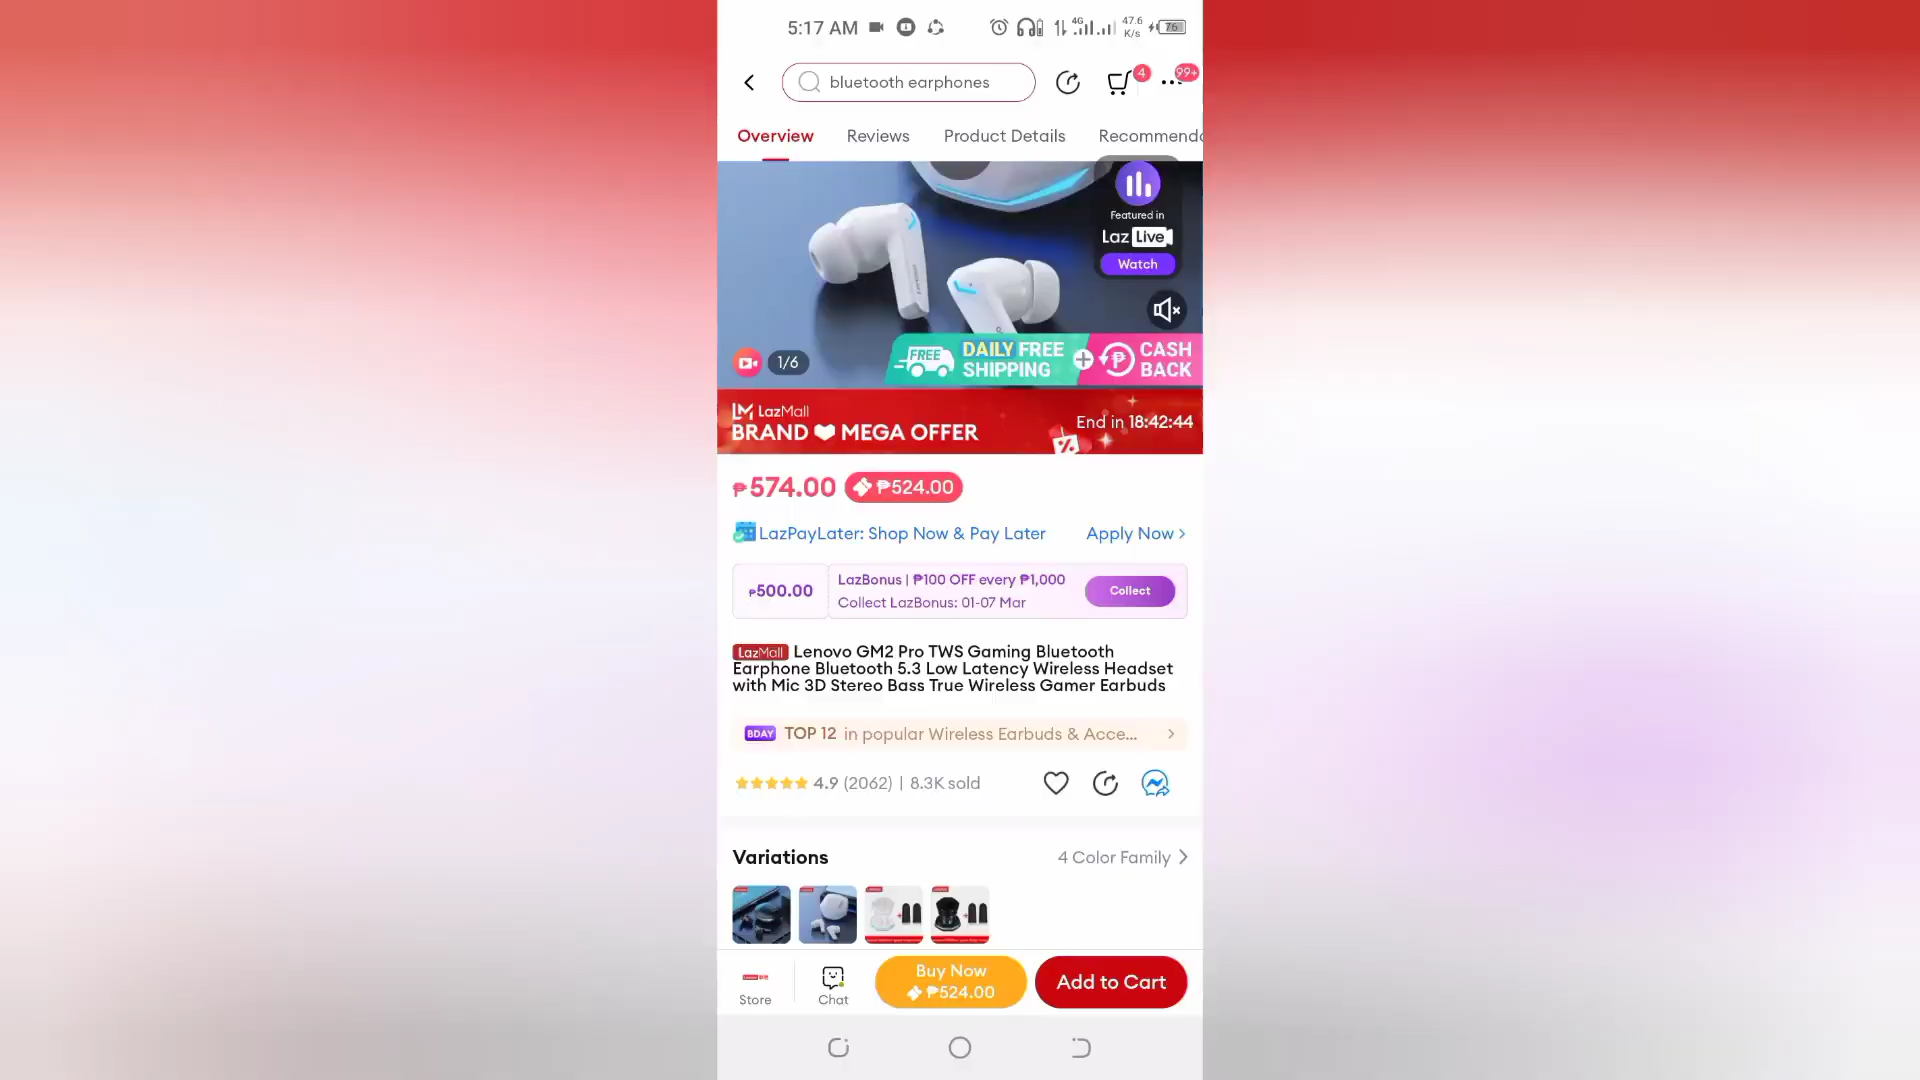 5:17 AM
4G
47.6
K/s
76
bluetooth earphones
4
99+
Overview
Reviews
Product Details
Recommend
Featured in
Laz Live
Watch
1/6
FREE
DAILY FREE
SHIPPING
+
CASH
BACK
LazMall
BRAND MEGA OFFER
End in 18:42:44
₱574.00
₱524.00
LazPayLater: Shop Now & Pay Later
Apply Now >
₱500.00
LazBonus | ₱100 OFF every ₱1,000
Collect LazBonus: 01-07 Mar
Collect
LazMall Lenovo GM2 Pro TWS Gaming Bluetooth
Earphone Bluetooth 5.3 Low Latency Wireless Headset
with Mic 3D Stereo Bass True Wireless Gamer Earbuds
BDAY TOP 12 in popular Wireless Earbuds & Acce...
4.9 (2062) | 8.3K sold
Variations
4 Color Family
Store
Chat
Buy Now
₱524.00
Add to Cart